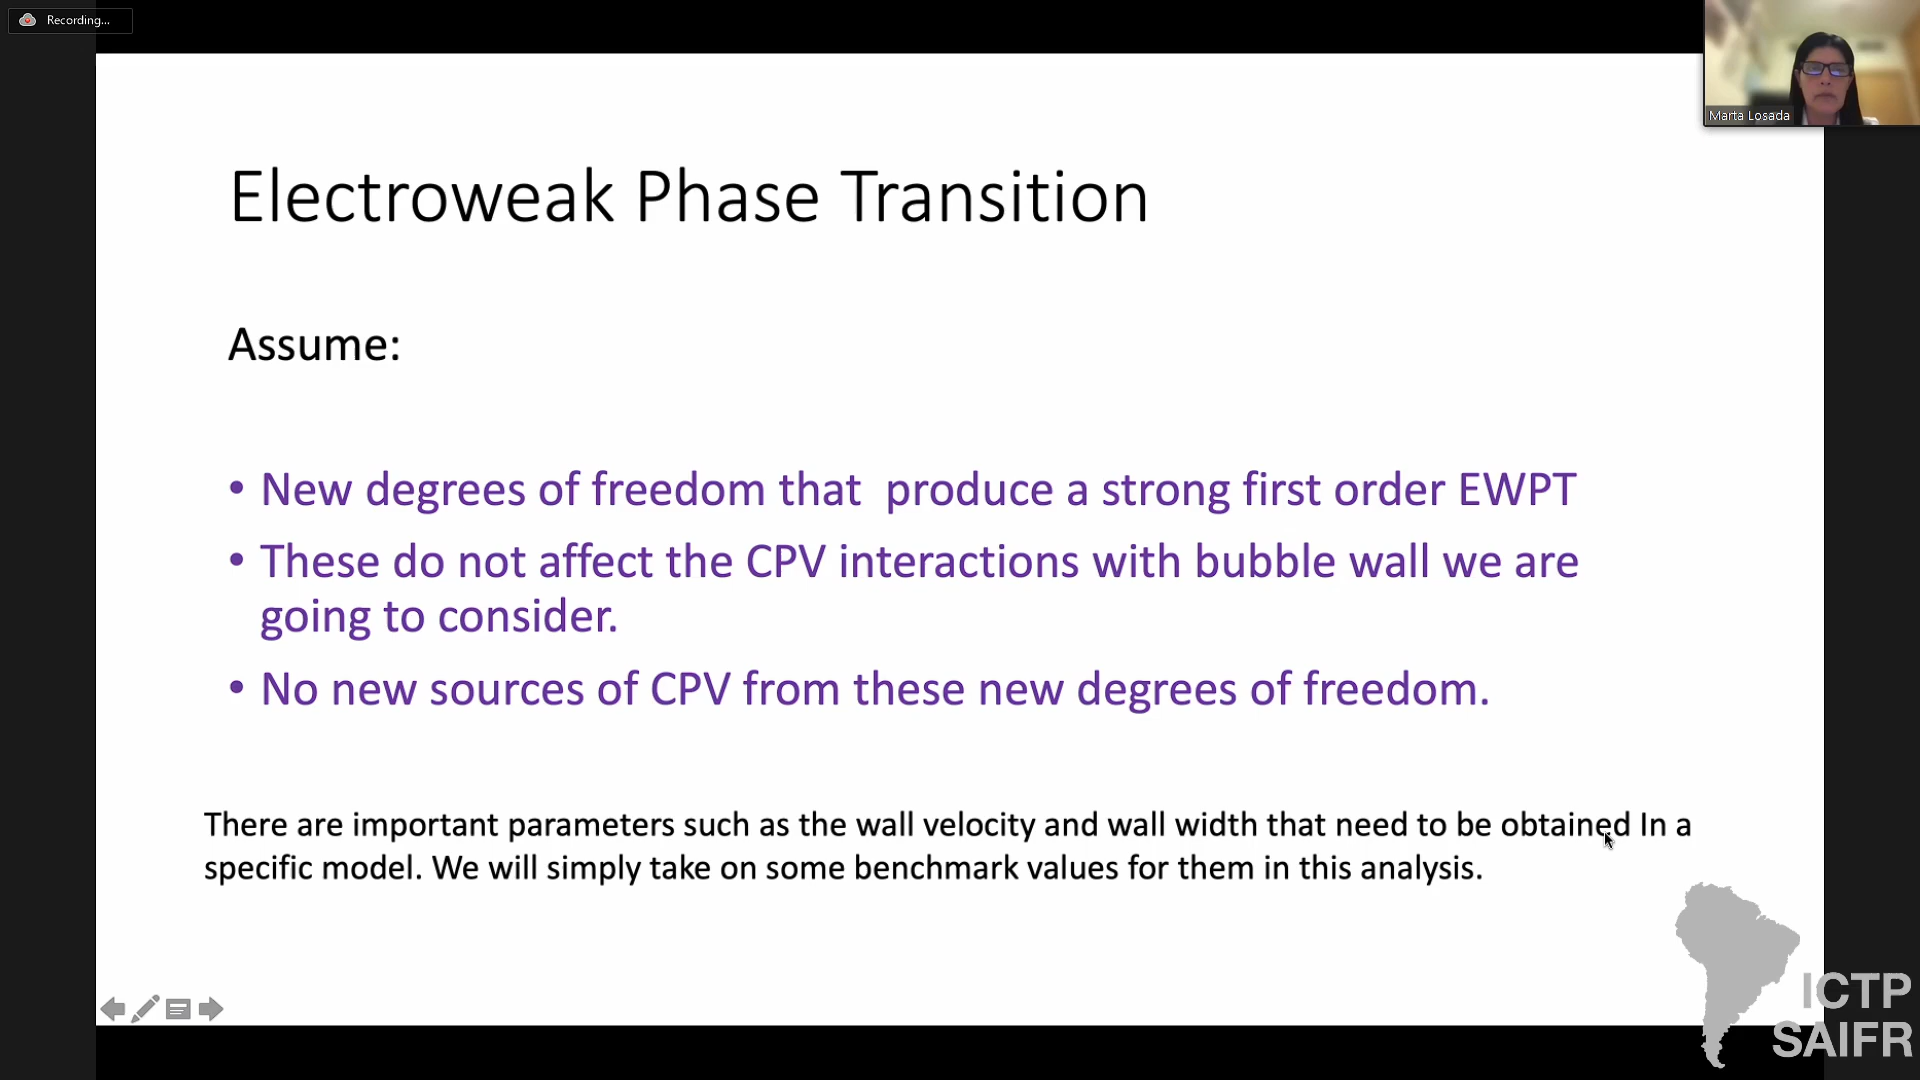 Recording...
Marta Losada
Electroweak Phase Transition
Assume:
• New degrees of freedom that  produce a strong first order EWPT
• These do not affect the CPV interactions with bubble wall we are
going to consider.
• No new sources of CPV from these new degrees of freedom.
There are important parameters such as the wall velocity and wall width that need to be obtained In a
specific model. We will simply take on some benchmark values for them in this analysis.
ICTP
SAIFR